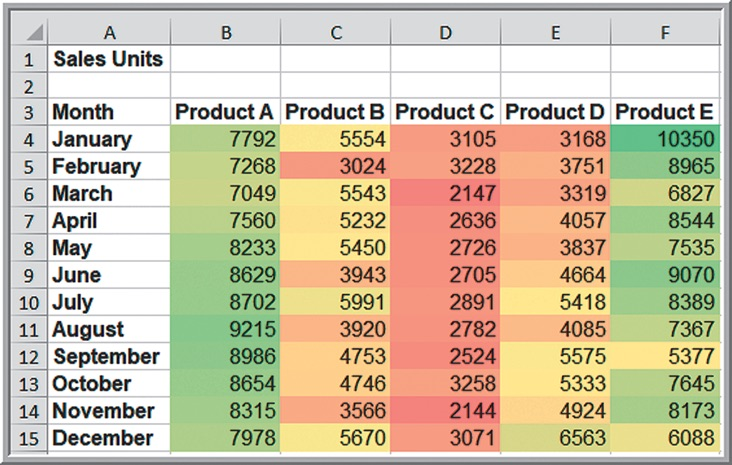 A B C D E F
1 Sales Units
2
3 Month Product A Product B Product C Product D Product E
4 January 7792 5554 3105 3168 10350
5 February 7268 3024 3228 3751 8965
6 March 7049 5543 2147 3319 6827
7 April 7560 5232 2636 4057 8544
8 May 8233 5450 2726 3837 7535
9 June 8629 3943 2705 4664 9070
10 July 8702 5991 2891 5418 8389
11 August 9215 3920 2782 4085 7367
12 September 8986 4753 2524 5575 5377
13 October 8654 4746 3258 5333 7645
14 November 8315 3566 2144 4924 8173
15 December 7978 5670 3071 6563 6088